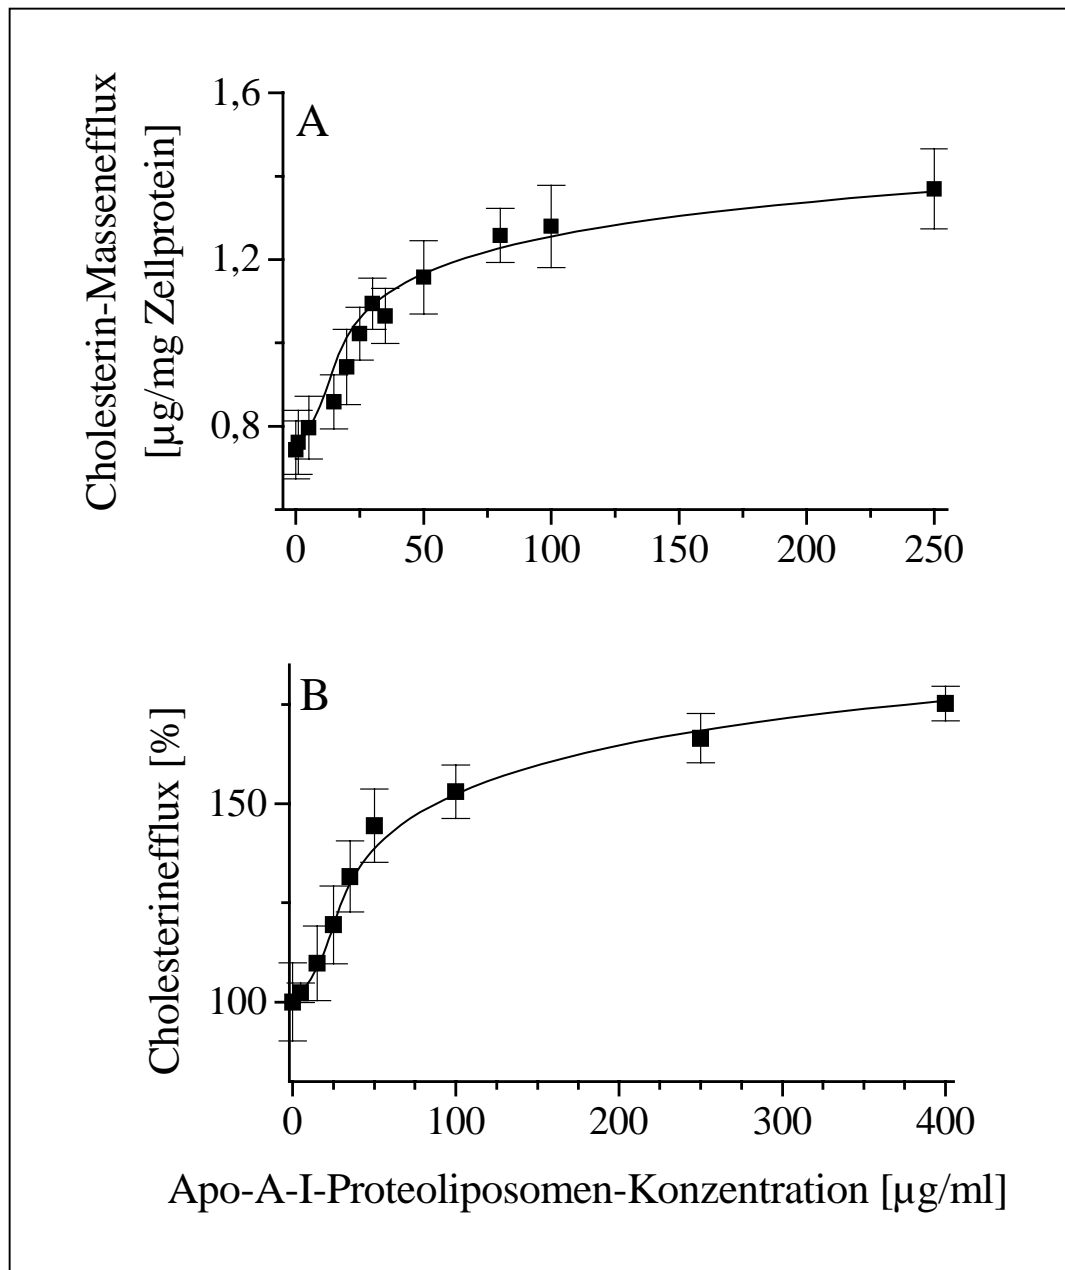 Cholesterin-Massenefflux
[µg/mg Zellprotein]
A
1,6
1,2
0,8
0 50 100 150 200 250
Cholesterinefflux [%]
B
150
100
0 100 200 300 400
Apo-A-I-Proteoliposomen-Konzentration [µg/ml]